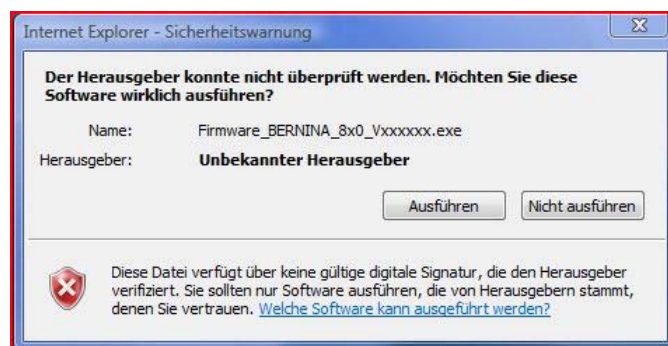 Internet Explorer - Sicherheitswarnung
Der Herausgeber konnte nicht überprüft werden. Möchten Sie diese
Software wirklich ausführen?
Name: Firmware_BERNINA_8x0_Vxxxxxx.exe
Herausgeber: Unbekannter Herausgeber
Ausführen Nicht ausführen
Diese Datei verfügt über keine gültige digitale Signatur, die den Herausgeber
verifiziert. Sie sollten nur Software ausführen, die von Herausgebern stammt,
denen Sie vertrauen. Welche Software kann ausgeführt werden?